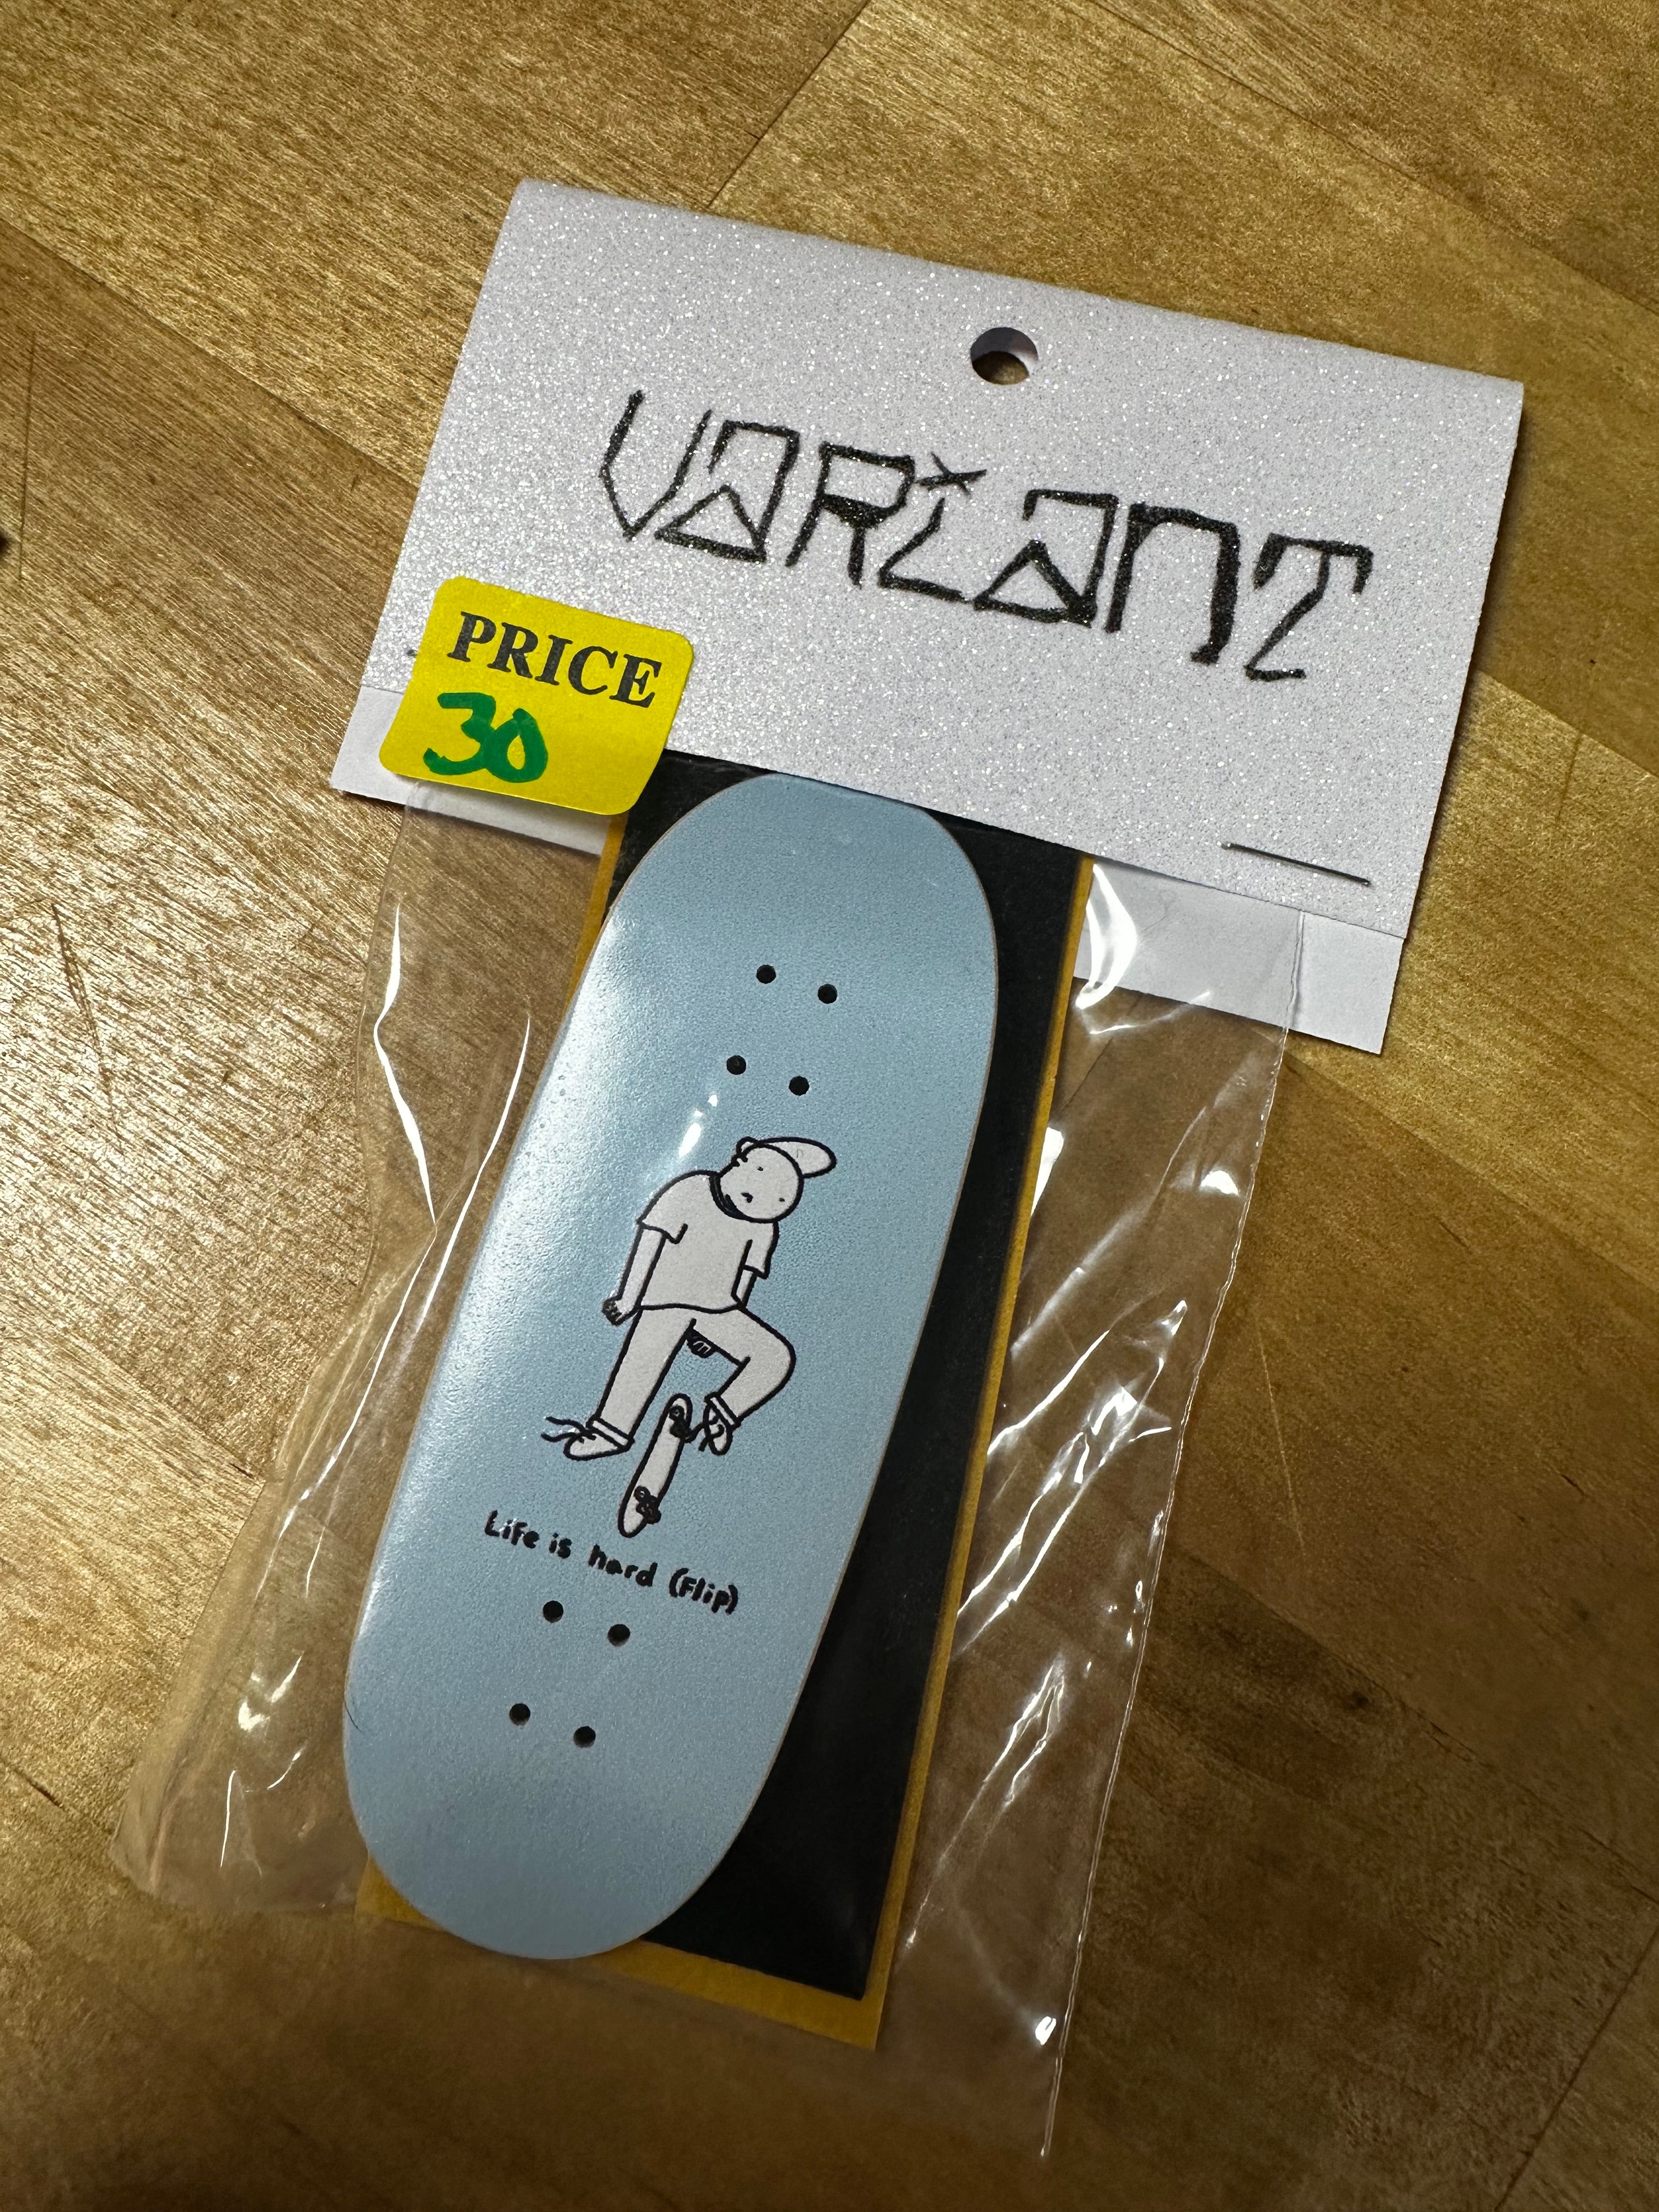 VaRiaNT
PRICE
30
Life is hard (Flip)